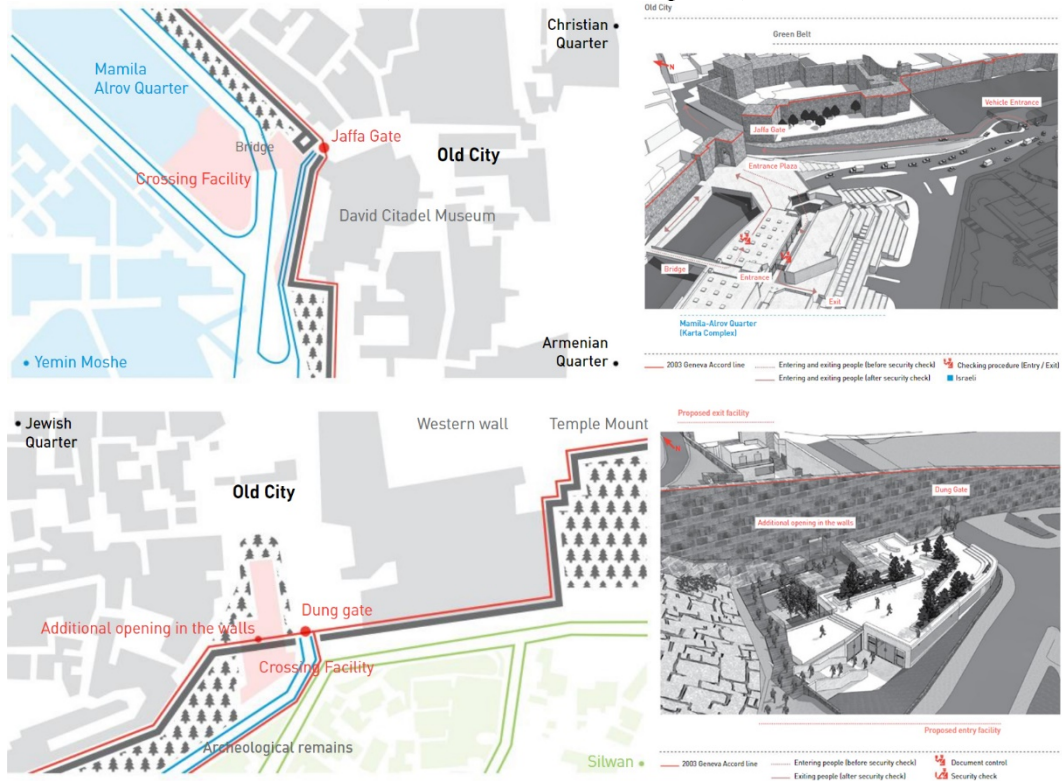 Christian
Quarter
Mamila
Alrov Quarter
Jaffa Gate
Bridge
Old City
Crossing Facility
David Citadel Museum
Armenian
Quarter
Yemin Moshe
Old City
Green Belt
N
Vehicle Entrance
Jaffa Gate
Entrance Plaza
Bridge
Entrance
Exit
Mamila-Alrov Quarter
(Karta Complex)
2003 Geneva Accord line
Entering and exiting people (before security check)
Checking procedure (Entry / Exit)
Entering and exiting people (after security check)
Israeli
Jewish
Quarter
Western wall
Temple Mount
Old City
Dung gate
Additional opening in the walls
Crossing Facility
Archeological remains
Silwan
Proposed exit facility
Dung Gate
Additional opening in the walls
Proposed entry facility
2003 Geneva Accord line
Entering people (before security check)
Document control
Exiting people (after security check)
Security check